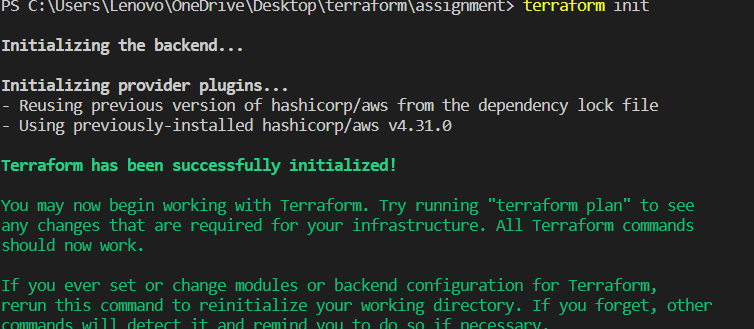 PS C:\Users\Lenovo\OneDrive\Desktop\terraform\assignment> terraform init
Initializing the backend...
Initializing provider plugins...
- Reusing previous version of hashicorp/aws from the dependency lock file
- Using previously-installed hashicorp/aws v4.31.0
Terraform has been successfully initialized!
You may now begin working with Terraform. Try running "terraform plan" to see
any changes that are required for your infrastructure. All Terraform commands
should now work.
If you ever set or change modules or backend configuration for Terraform,
rerun this command to reinitialize your working directory. If you forget, other
commands will detect it and remind you to do so if necessary.